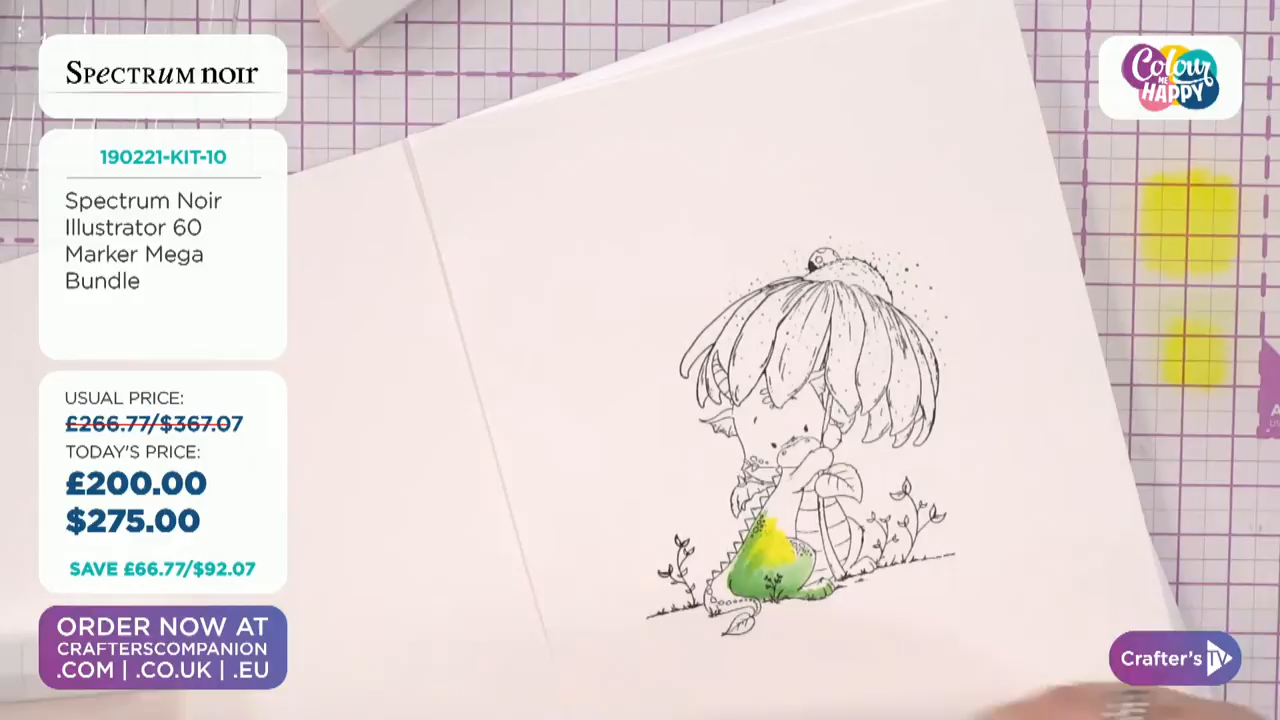 SPECTRUM NOIR
190221-KIT-10
Spectrum Noir
Illustrator 60
Marker Mega
Bundle
USUAL PRICE:
£266.77/$367.07
TODAY'S PRICE:
£200.00
$275.00
SAVE £66.77/$92.07
ORDER NOW AT
CRAFTERSCOMPANION
.COM | .CO.UK | .EU
Colour
ME
HAPPY
Crafter's TV